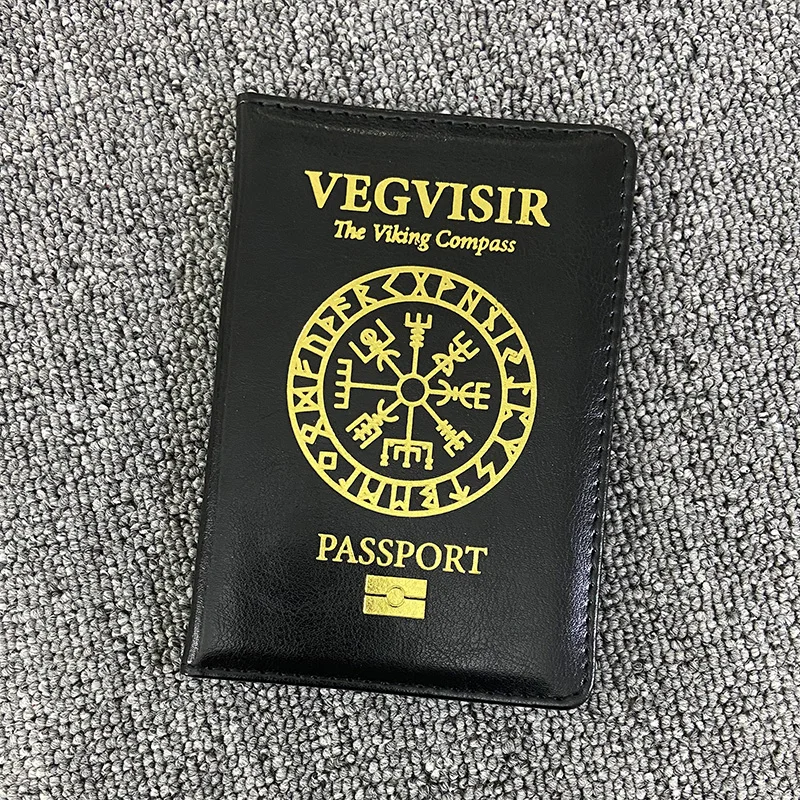 VEGVISIR
The Viking Compass
PASSPORT